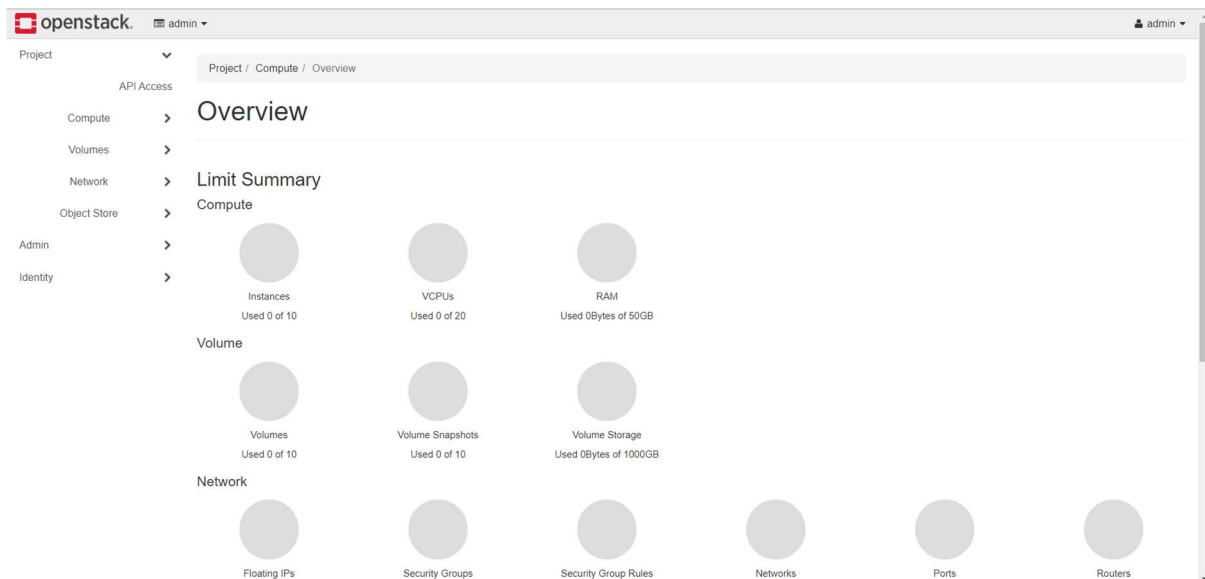 openstack. admin admin
Project
API Access
Compute
Volumes
Network
Object Store
Admin
Identity
Project / Compute / Overview
Overview
Limit Summary
Compute
Instances VCPUs RAM
Used 0 of 10 Used 0 of 20 Used 0Bytes of 50GB
Volume
Volumes Volume Snapshots Volume Storage
Used 0 of 10 Used 0 of 10 Used 0Bytes of 1000GB
Network
Floating IPs Security Groups Security Group Rules Networks Ports Routers